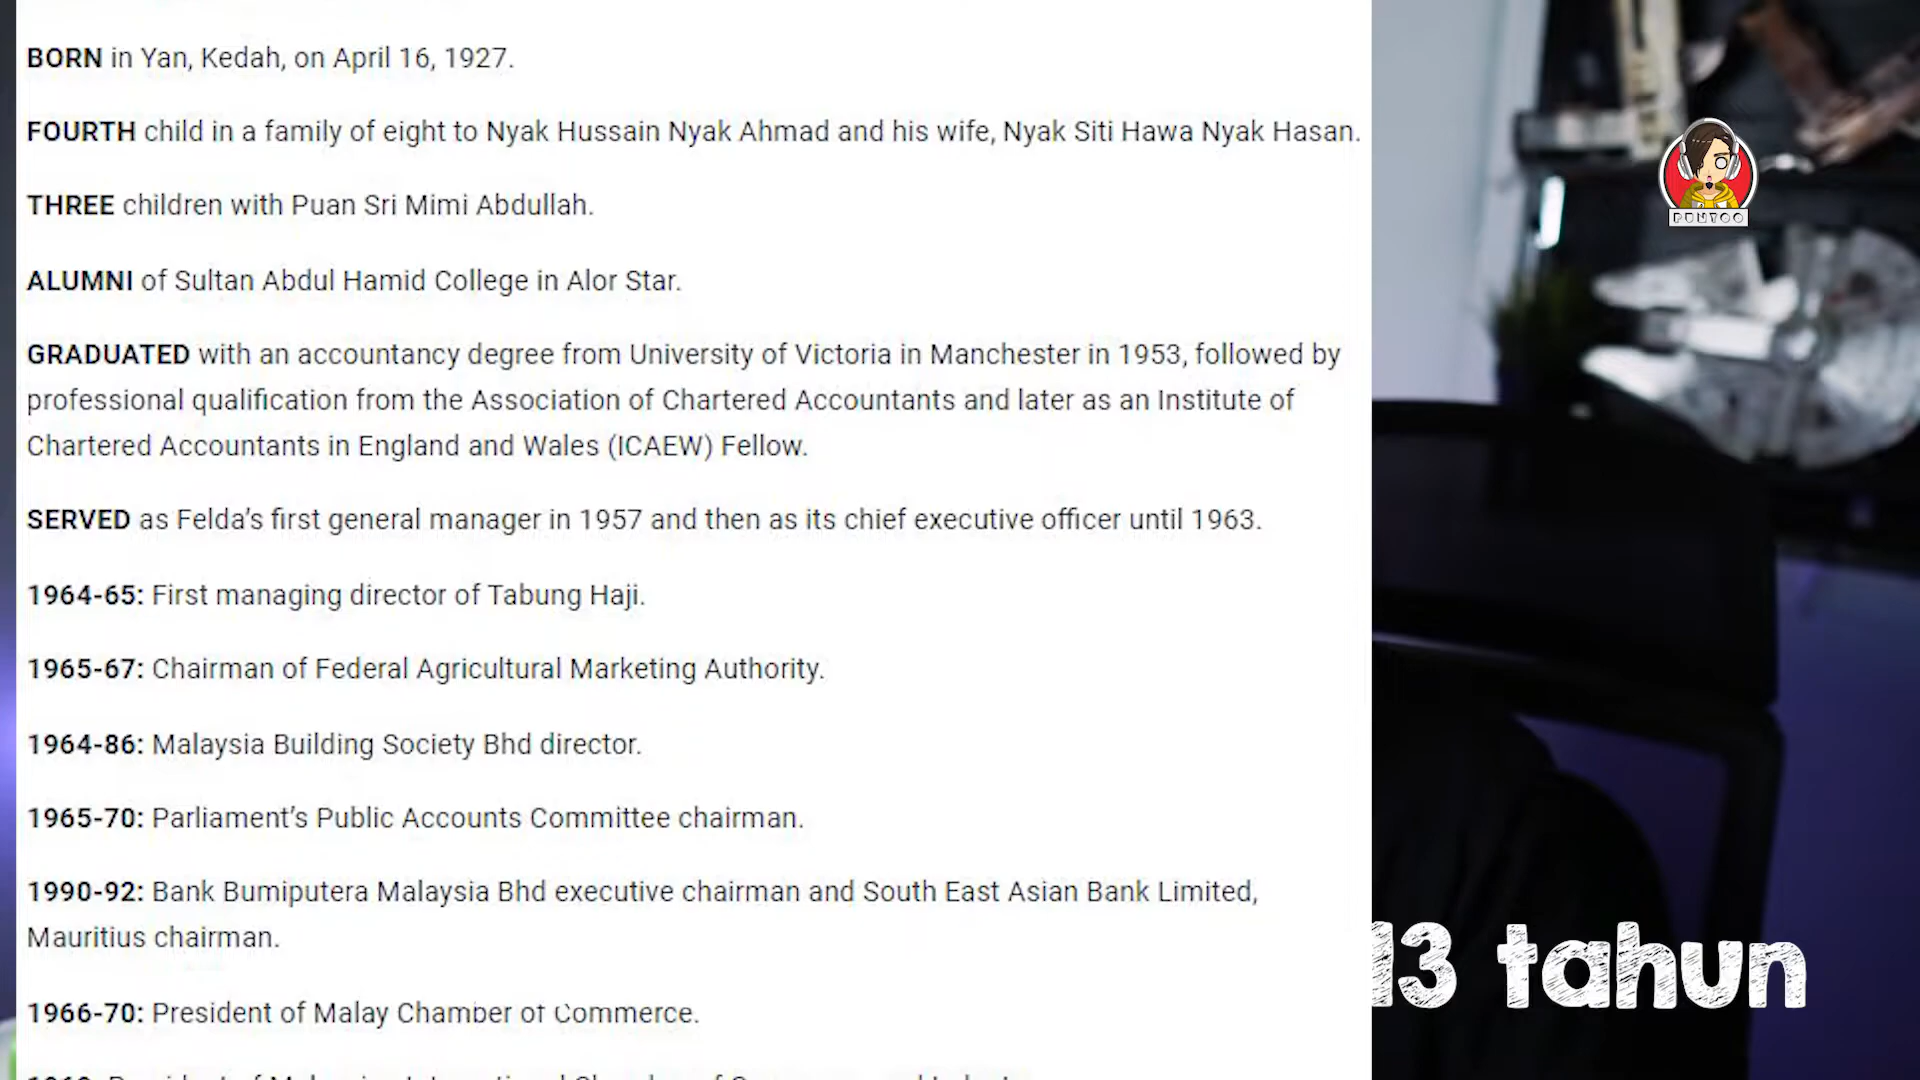 BORN in Yan, Kedah, on April 16, 1927.
FOURTH child in a family of eight to Nyak Hussain Nyak Ahmad and his wife, Nyak Siti Hawa Nyak Hasan.
THREE children with Puan Sri Mimi Abdullah.
ALUMNI of Sultan Abdul Hamid College in Alor Star.
GRADUATED with an accountancy degree from University of Victoria in Manchester in 1953, followed by
professional qualification from the Association of Chartered Accountants and later as an Institute of
Chartered Accountants in England and Wales (ICAEW) Fellow.
SERVED as Felda's first general manager in 1957 and then as its chief executive officer until 1963.
1964-65: First managing director of Tabung Haji.
1965-67: Chairman of Federal Agricultural Marketing Authority.
1964-86: Malaysia Building Society Bhd director.
1965-70: Parliament's Public Accounts Committee chairman.
1990-92: Bank Bumiputera Malaysia Bhd executive chairman and South East Asian Bank Limited,
Mauritius chairman.
1966-70: President of Malay Chamber of Commerce.
PUNTOO
13 tahun